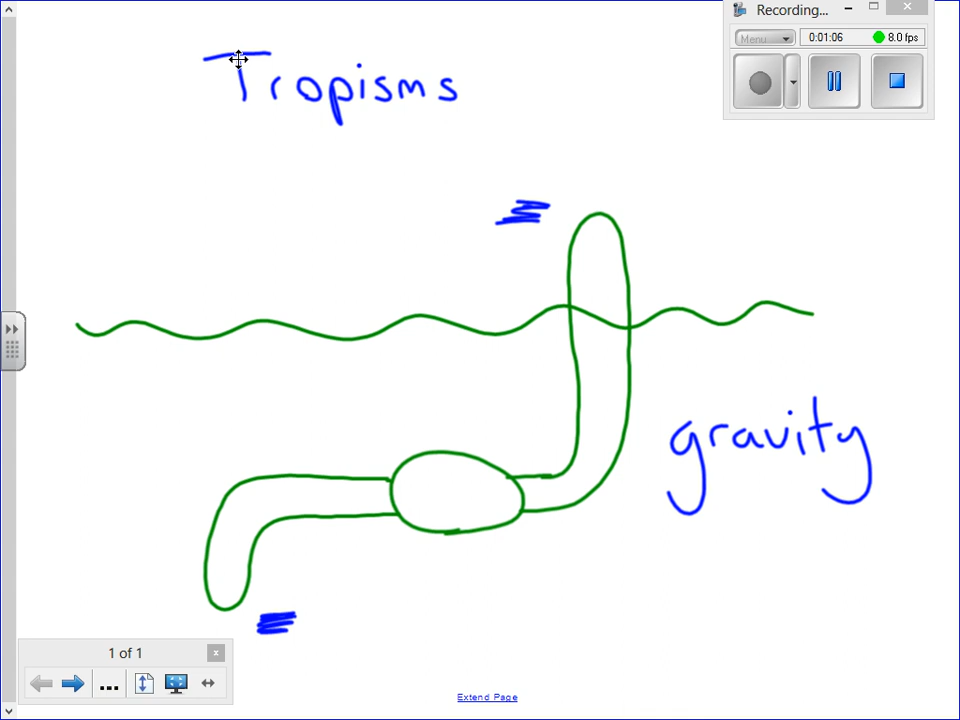 Recording...
Menu
0:01:06
8.0 fps
Tropisms
gravity
1 of 1
Extend Page